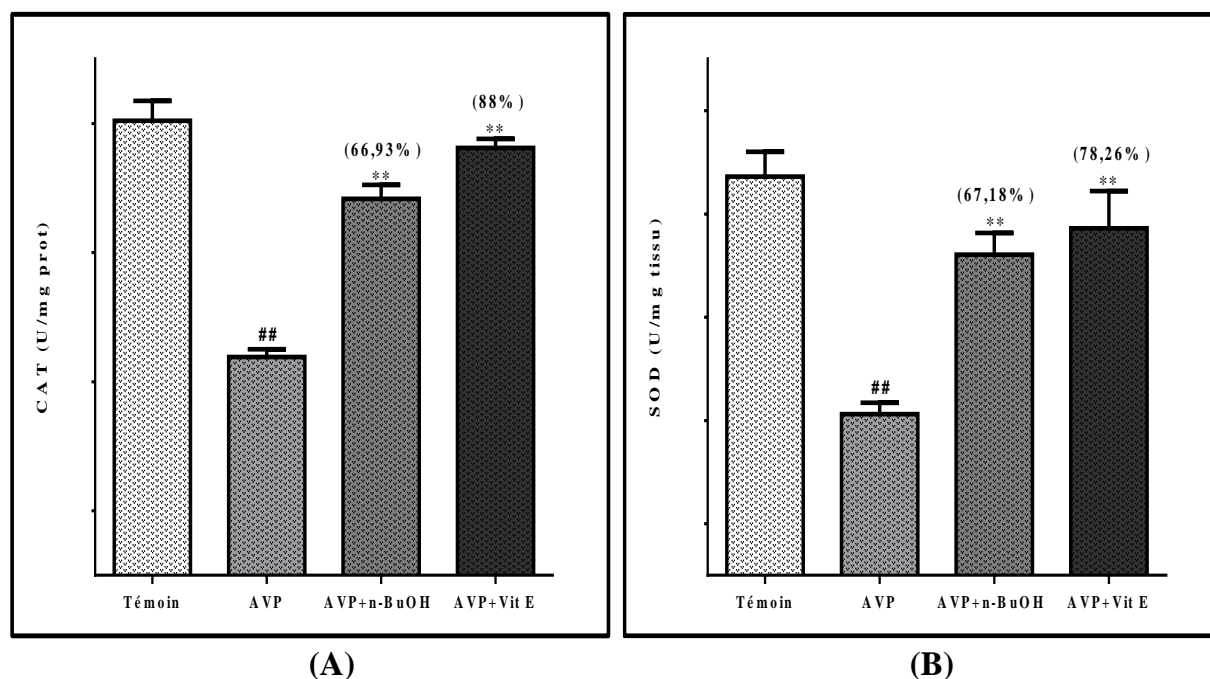 CAT (U/mg prot)
##
(66,93%)
**
(88%)
**
Témoin AVP AVP+n-BuOH AVP+Vit E
(A)
SOD (U/mg tissu)
##
(67,18%)
**
(78,26%)
**
Témoin AVP AVP+n-BuOH AVP+Vit E
(B)